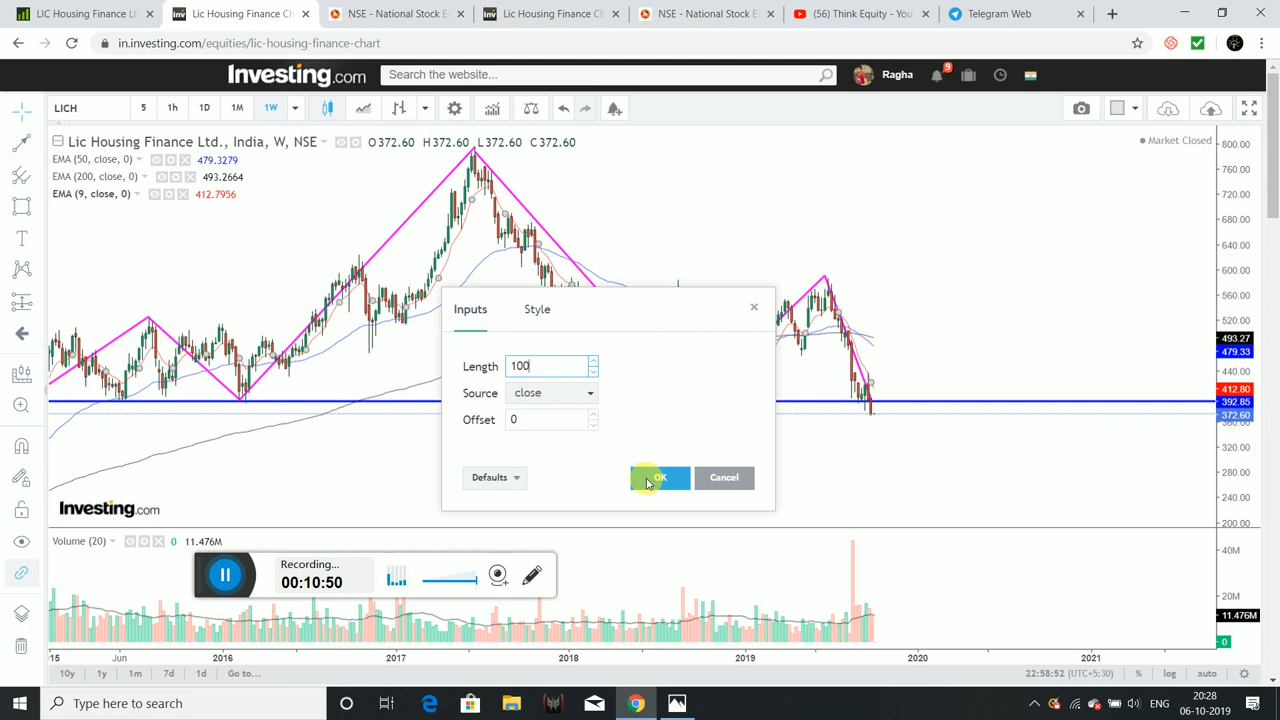 LIC Housing Finance Lt
Lic Housing Finance Ch
NSE - National Stock E
Lic Housing Finance Ch
NSE - National Stock E
(56) Think Equity - You
Telegram Web
in.investing.com/equities/lic-housing-finance-chart
Investing.com
Search the website...
Ragha
9
LICH
5
1h
1D
1M
1W
Lic Housing Finance Ltd., India, W, NSE
O 372.60 H 372.60 L 372.60 C 372.60
Market Closed
EMA (50, close, 0) 479.3279
EMA (200, close, 0) 493.2664
EMA (9, close, 0) 412.7956
800.00
760.00
720.00
680.00
640.00
600.00
560.00
520.00
493.27
479.33
440.00
412.80
392.85
372.60
320.00
280.00
240.00
200.00
Inputs
Style
Length
100
Source
close
Offset
0
Defaults
OK
Cancel
Investing.com
Volume (20) 0 11.476M
40M
20M
11.476M
0
Recording...
00:10:50
15
Jun
2016
2017
2018
2019
2020
2021
10y
1y
1m
7d
1d
Go to...
22:58:52 (UTC+5:30)
%
log
auto
Type here to search
ENG
20:28
06-10-2019